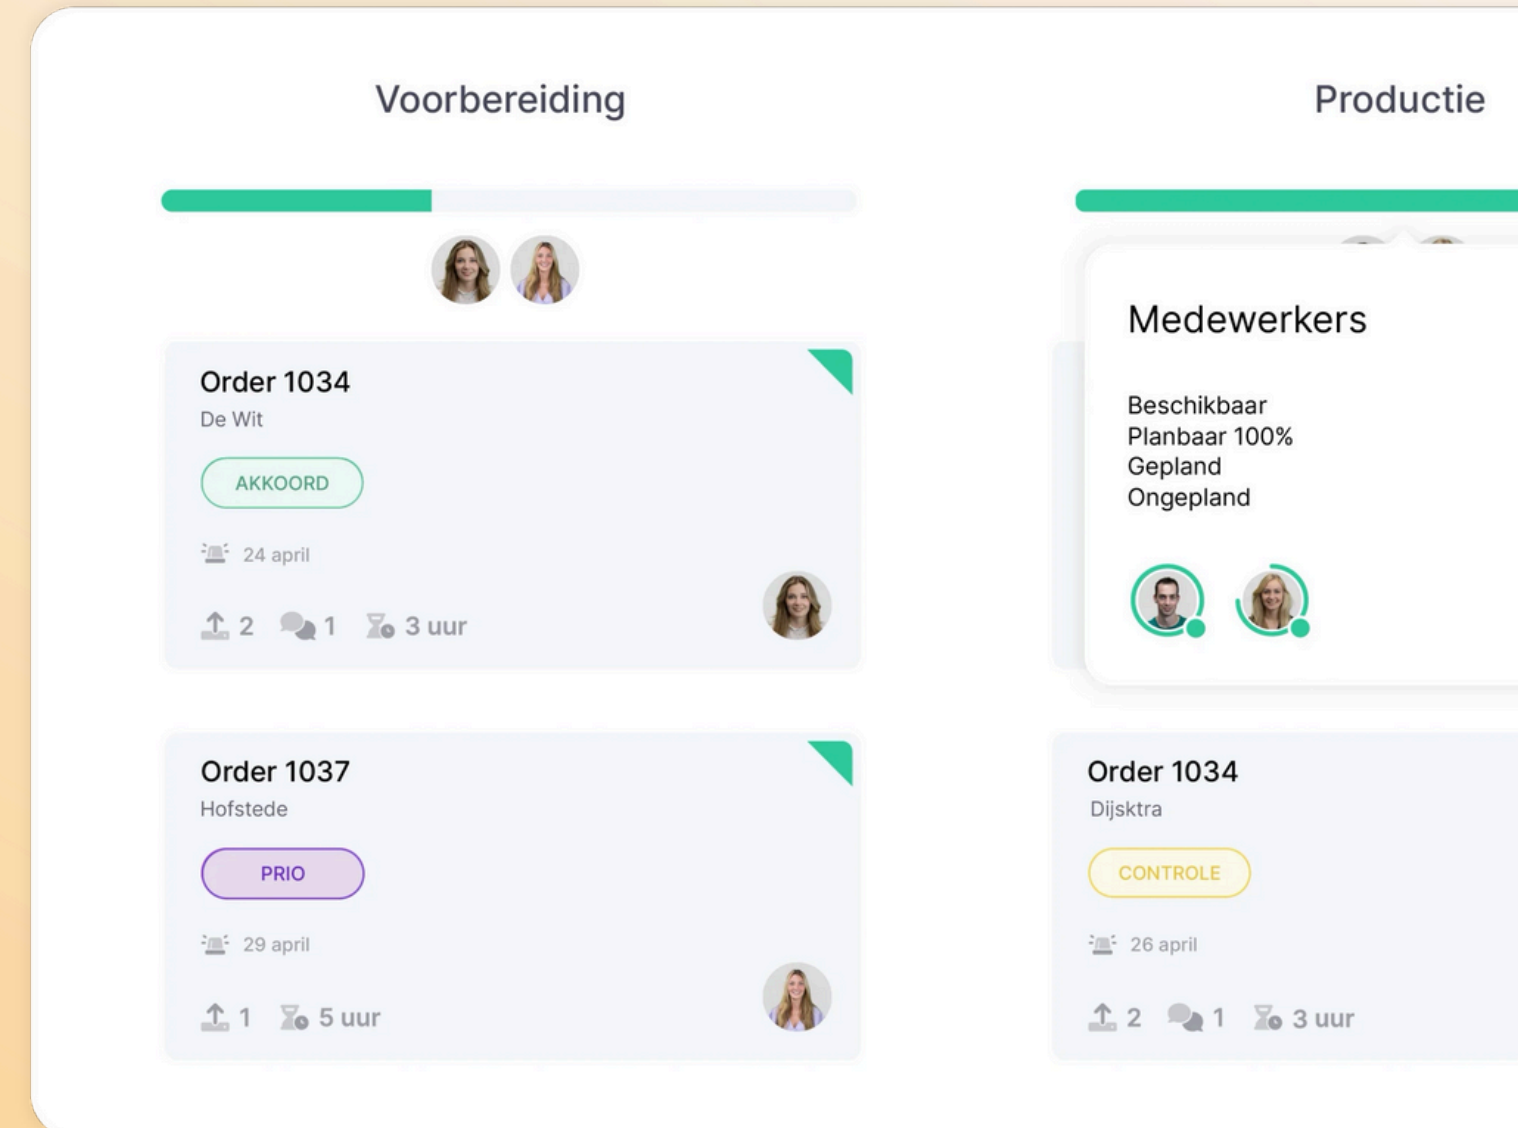 Voorbereiding
Order 1034
De Wit
AKKOORD
24 april
2 1 3 uur
Order 1037
Hofstede
PRIO
29 april
1 5 uur
Productie
Medewerkers
Beschikbaar
Planbaar 100%
Gepland
Ongepland
Order 1034
Dijsktra
CONTROLE
26 april
2 1 3 uur